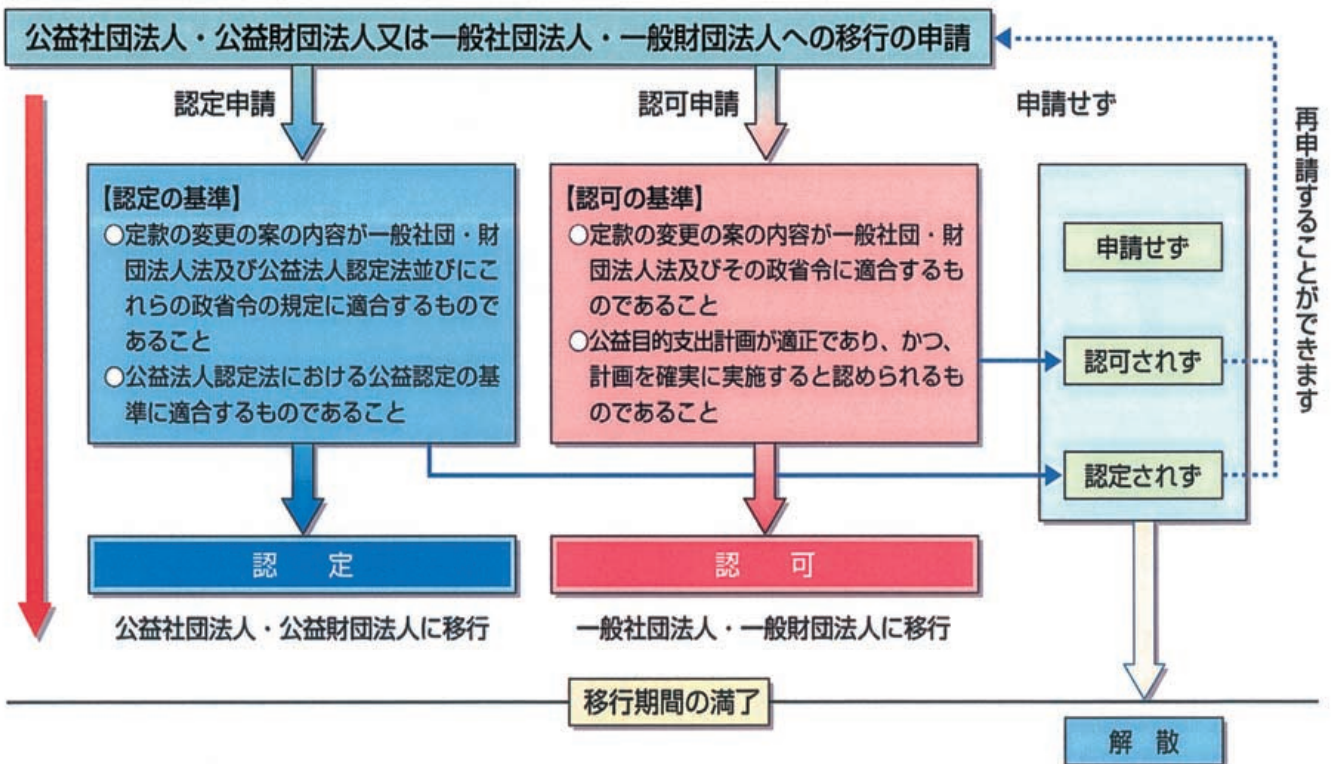 公益社団法人・公益財団法人又は一般社団法人・一般財団法人への移行の申請
認定申請
認可申請
申請せず
再申請することができます
【認定の基準】
○定款の変更の案の内容が一般社団・財
団法人法及び公益法人認定法並びにこ
れらの政省令の規定に適合するもので
あること
○公益法人認定法における公益認定の基
準に適合するものであること
【認可の基準】
○定款の変更の案の内容が一般社団・財
団法人法及びその政省令に適合するも
のであること
○公益目的支出計画が適正であり、かつ、
計画を確実に実施すると認められるも
のであること
申請せず
認可されず
認定されず
認 定
認 可
公益社団法人・公益財団法人に移行
一般社団法人・一般財団法人に移行
移行期間の満了
解 散